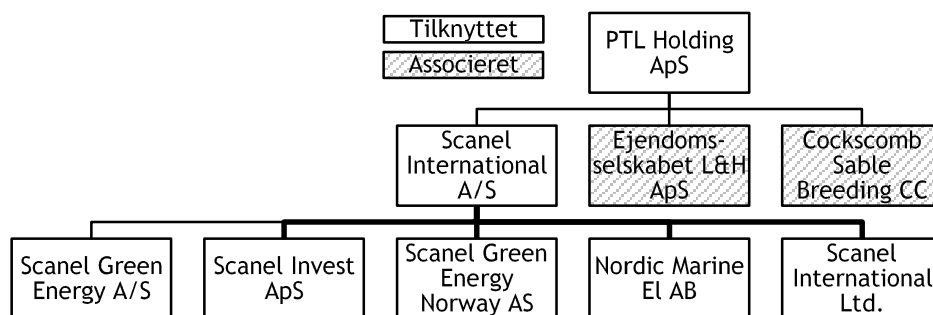 Tilknyttet
Associeret
PTL Holding
ApS
Scanel
International
A/S
Ejendoms-
selskabet L&H
ApS
Cockscomb
Sable
Breeding CC
Scanel Green
Energy A/S
Scanel Invest
ApS
Scanel Green
Energy
Norway AS
Nordic Marine
El AB
Scanel
International
Ltd.